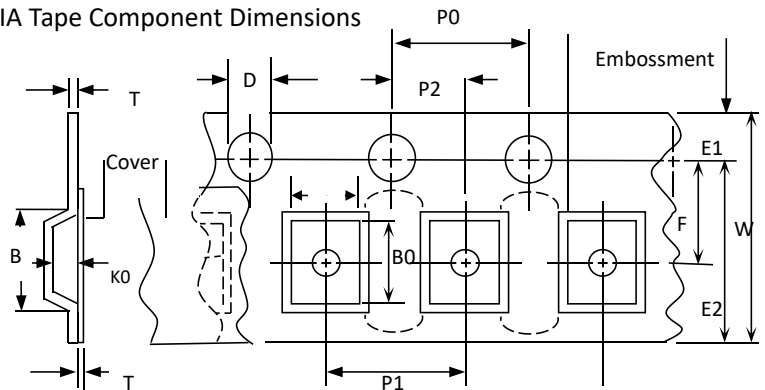 IA Tape Component Dimensions
P0
Embossment
D
P2
T
E1
Cover
F
W
B
B0
K0
E2
P1
T